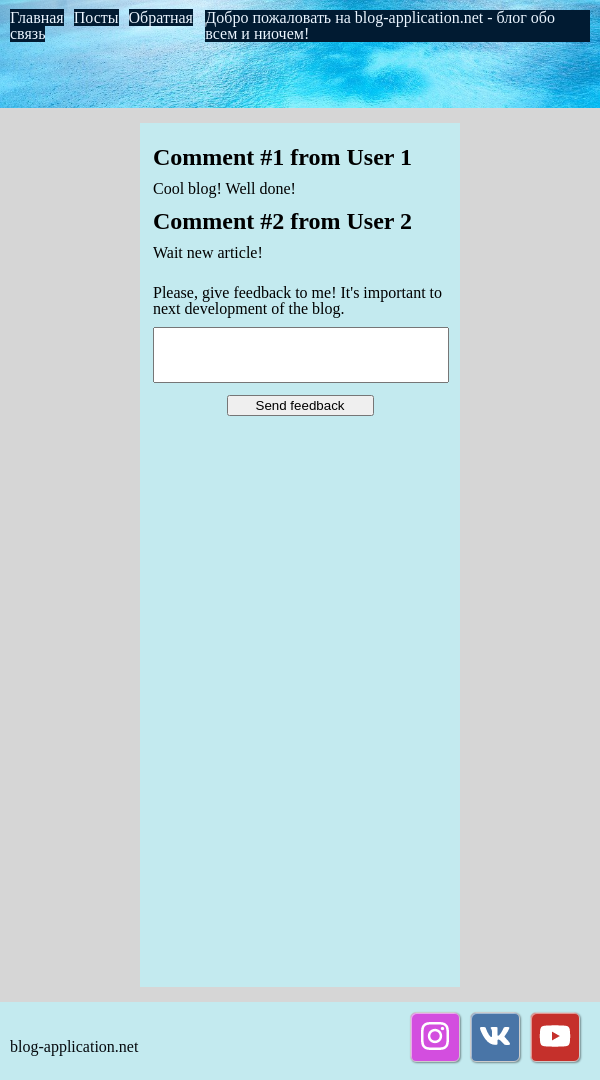 Главная Посты Обратная
связь
Добро пожаловать на blog-application.net - блог обо
всем и ниочем!
Comment #1 from User 1
Cool blog! Well done!
Comment #2 from User 2
Wait new article!
Please, give feedback to me! It's important to
next development of the blog.
Send feedback
blog-application.net